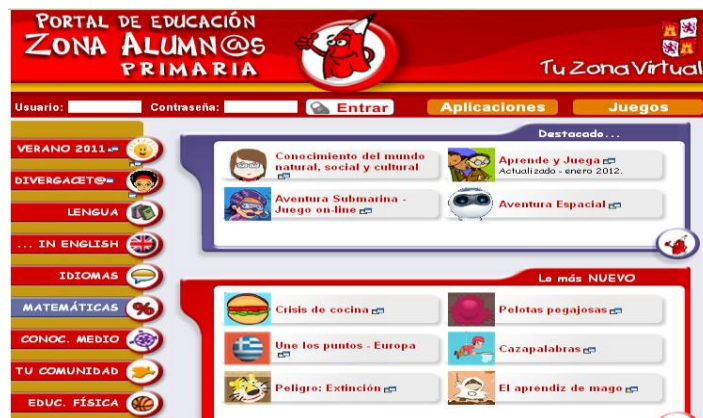 PORTAL DE EDUCACIÓN
ZONA ALUMN@S
PRIMARIA
Tu Zona Virtual
Usuario:
Contraseña:
Entrar
Aplicaciones
Juegos
VERANO 2011
DIVERGACET@
LENGUA
... IN ENGLISH
IDIOMAS
MATEMÁTICAS
%
CONOC. MEDIO
TU COMUNIDAD
EDUC. FÍSICA
Destacado...
Conocimiento del mundo
natural, social y cultural
Aprende y Juega
Actualizado - enero 2012.
Aventura Submarina -
Juego on-line
Aventura Espacial
Lo más NUEVO
Crisis de cocina
Pelotas pegajosas
Une los puntos - Europa
Cazapalabras
Peligro: Extinción
El aprendiz de mago